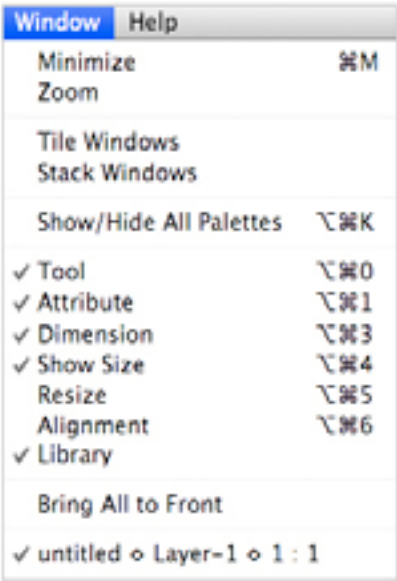 Window Help
Minimize ⌘M
Zoom
Tile Windows
Stack Windows
Show/Hide All Palettes ⌥⌘K
✓ Tool ⌥⌘0
✓ Attribute ⌥⌘1
✓ Dimension ⌥⌘3
✓ Show Size ⌥⌘4
Resize ⌥⌘5
Alignment ⌥⌘6
✓ Library
Bring All to Front
✓ untitled ⋄ Layer-1 ⋄ 1 : 1